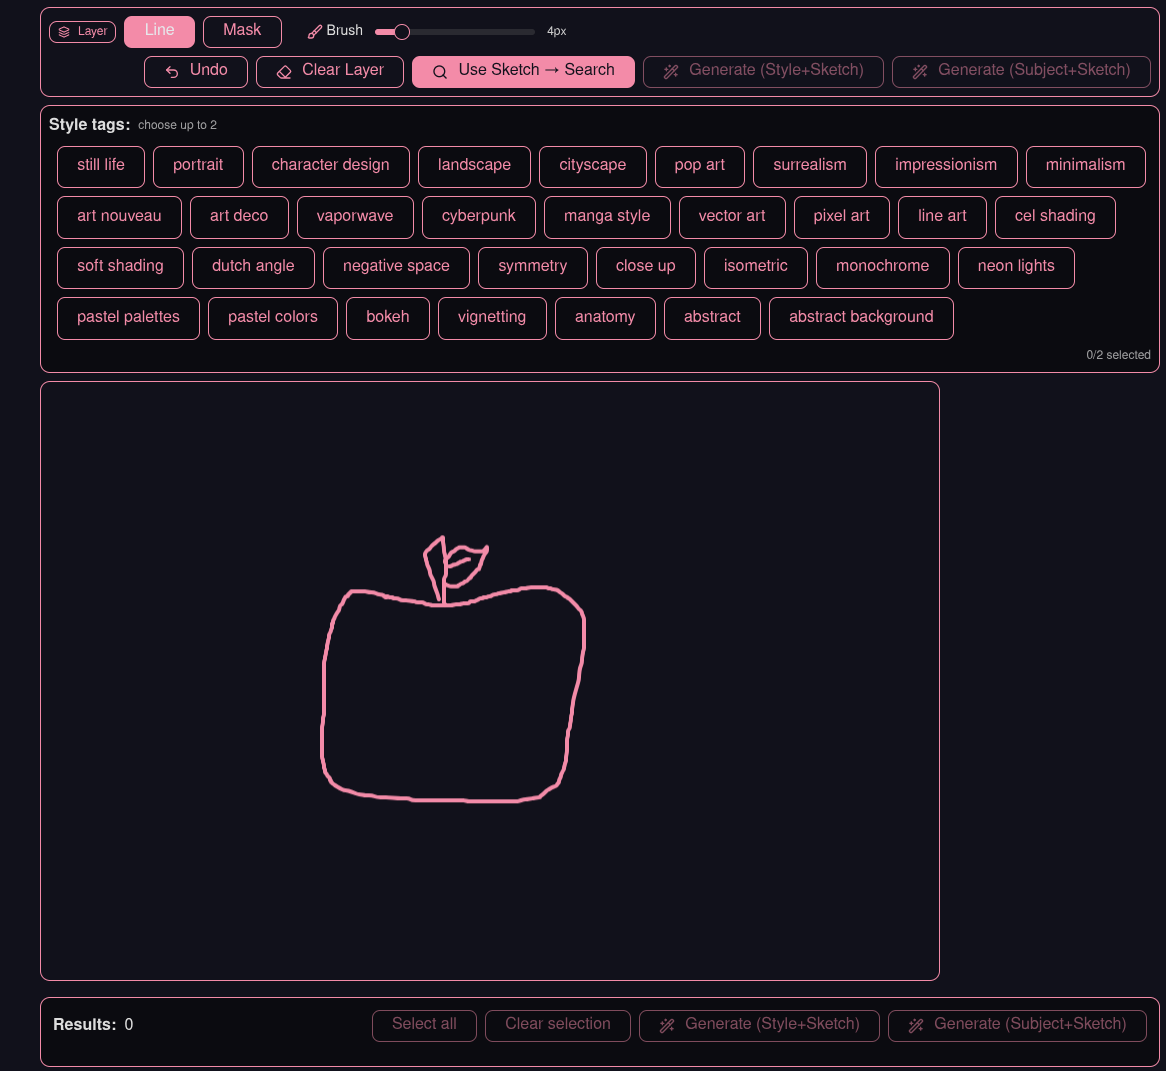 Layer Line Mask Brush 4px
Undo Clear Layer Use Sketch → Search Generate (Style+Sketch) Generate (Subject+Sketch)
Style tags: choose up to 2
still life portrait character design landscape cityscape pop art surrealism impressionism minimalism
art nouveau art deco vaporwave cyberpunk manga style vector art pixel art line art cel shading
soft shading dutch angle negative space symmetry close up isometric monochrome neon lights
pastel palettes pastel colors bokeh vignetting anatomy abstract abstract background
0/2 selected
Results: 0 Select all Clear selection Generate (Style+Sketch) Generate (Subject+Sketch)